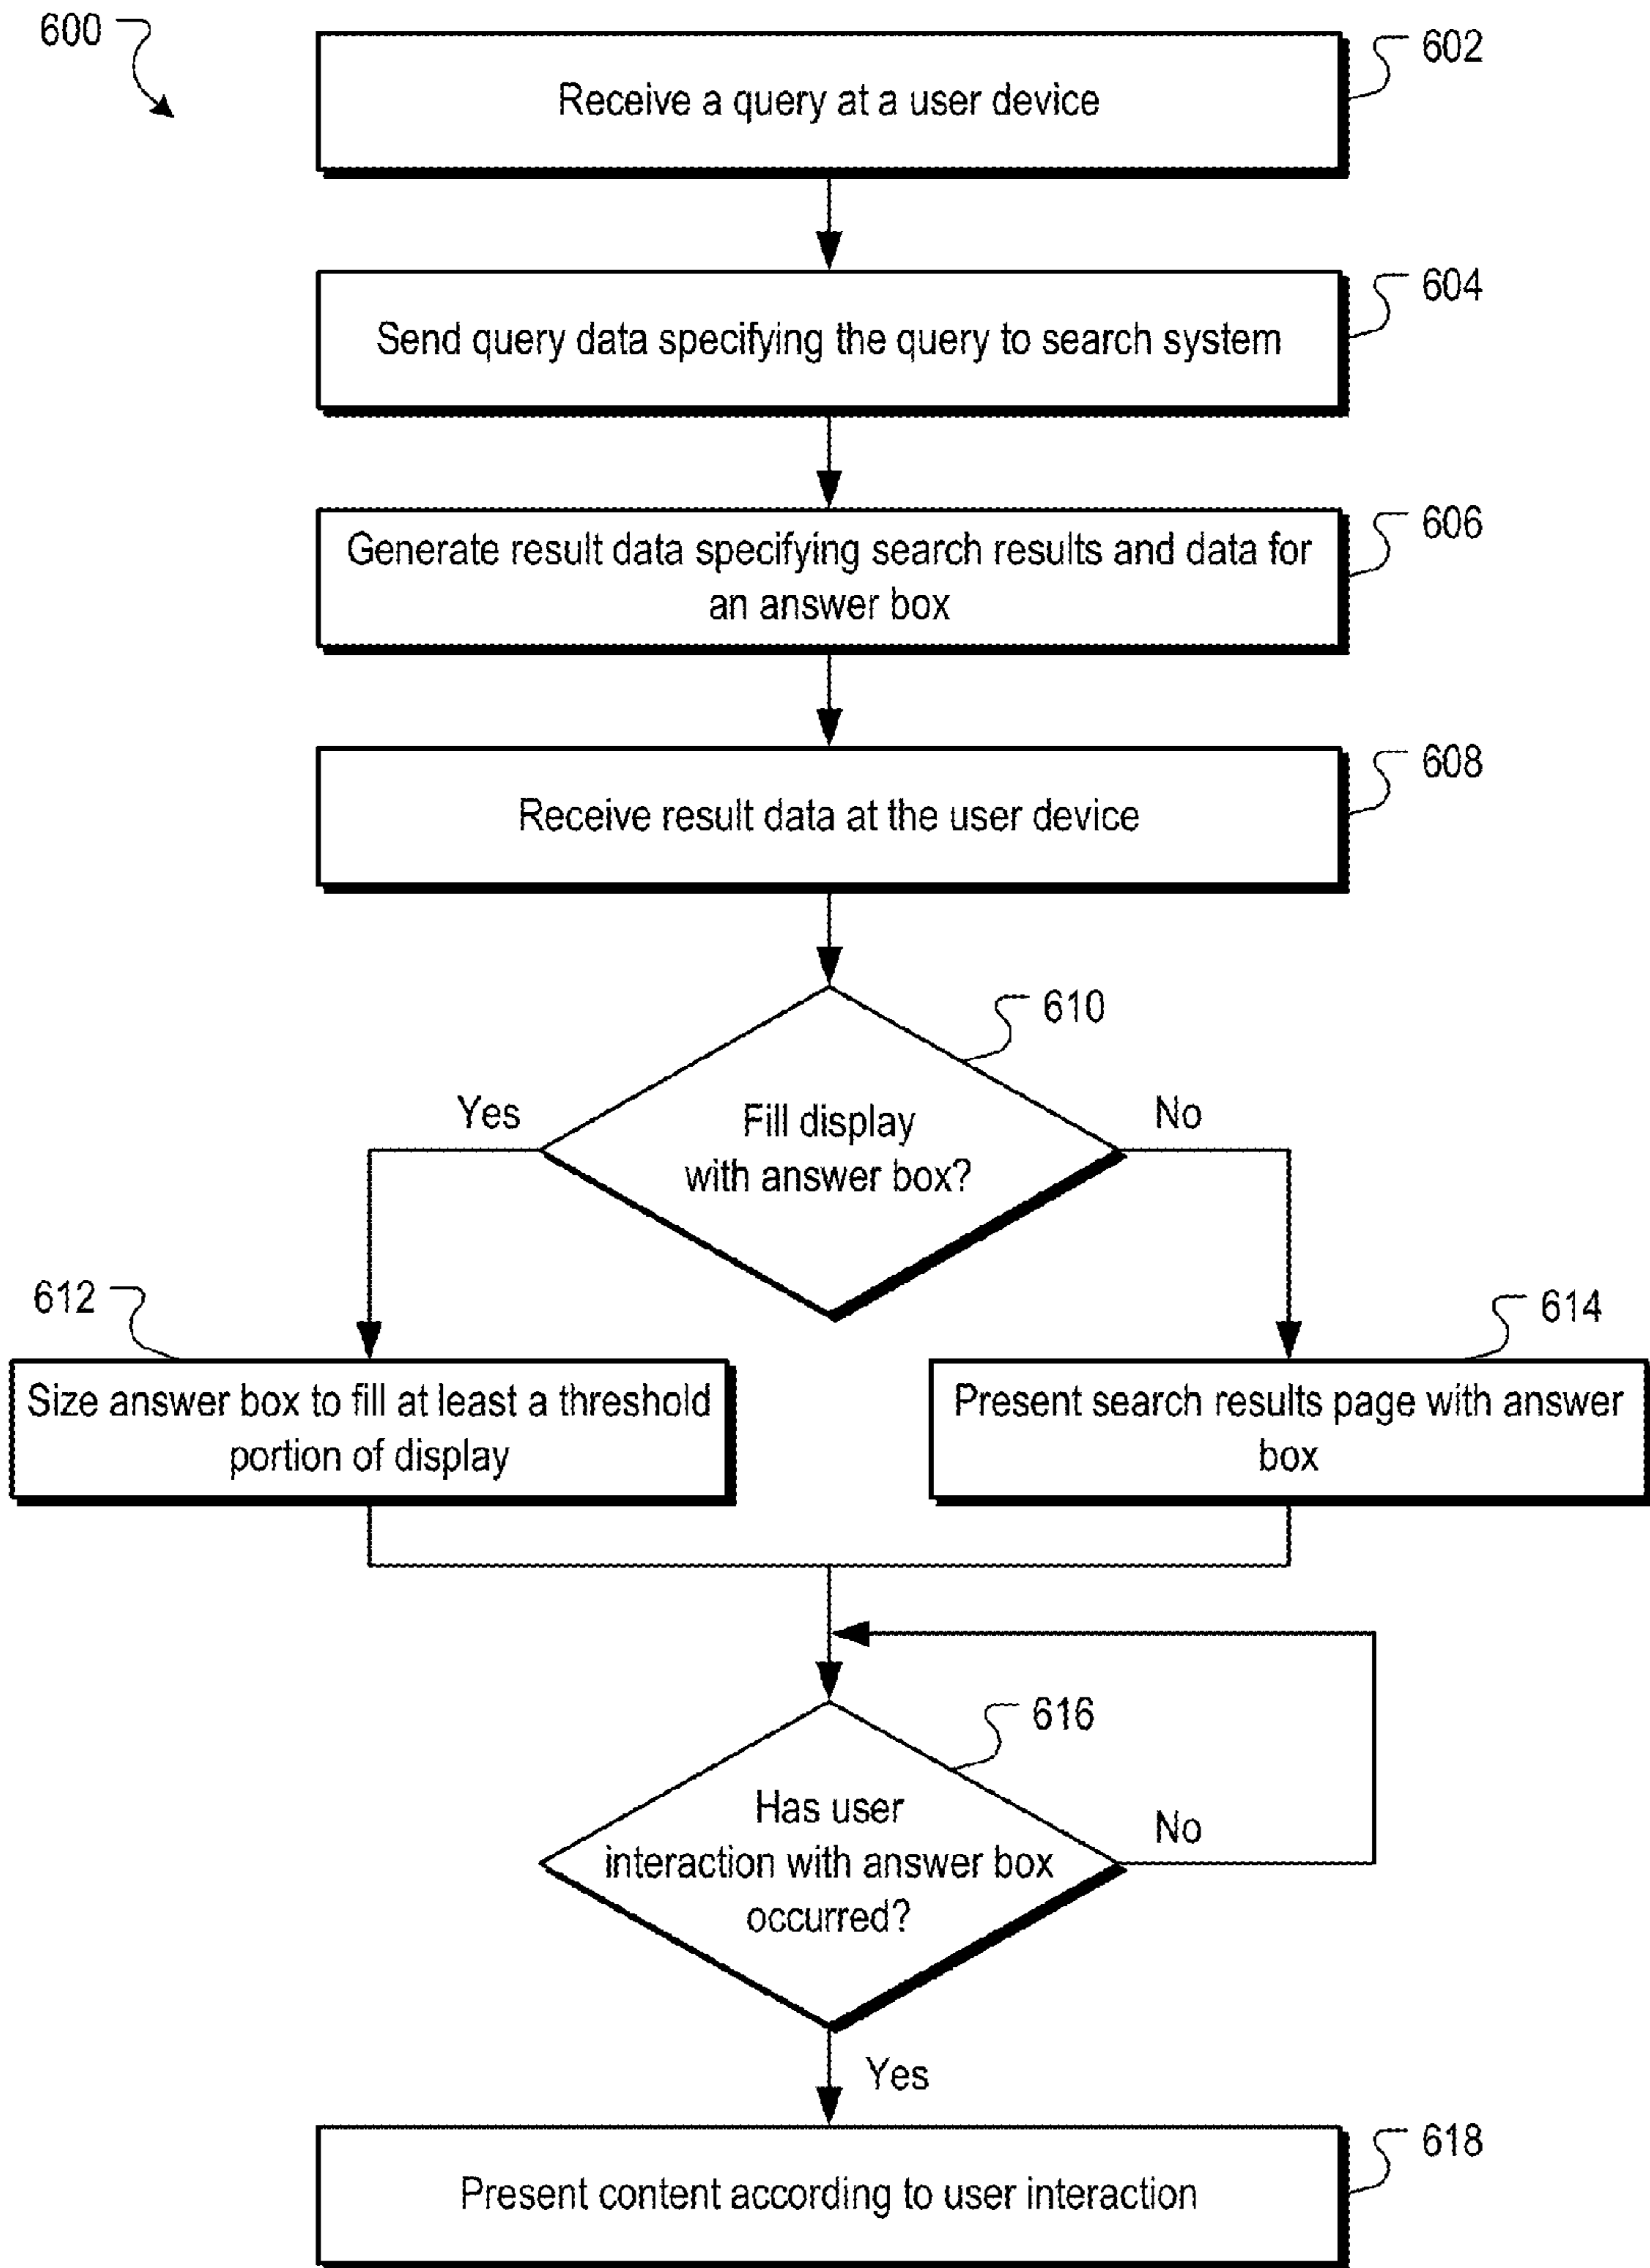 600
602
Receive a query at a user device
604
Send query data specifying the query to search system
606
Generate result data specifying search results and data for
an answer box
608
Receive result data at the user device
610
Yes
No
Fill display
with answer box?
612
614
Size answer box to fill at least a threshold
portion of display
Present search results page with answer
box
616
Has user
interaction with answer box
occurred?
No
Yes
618
Present content according to user interaction